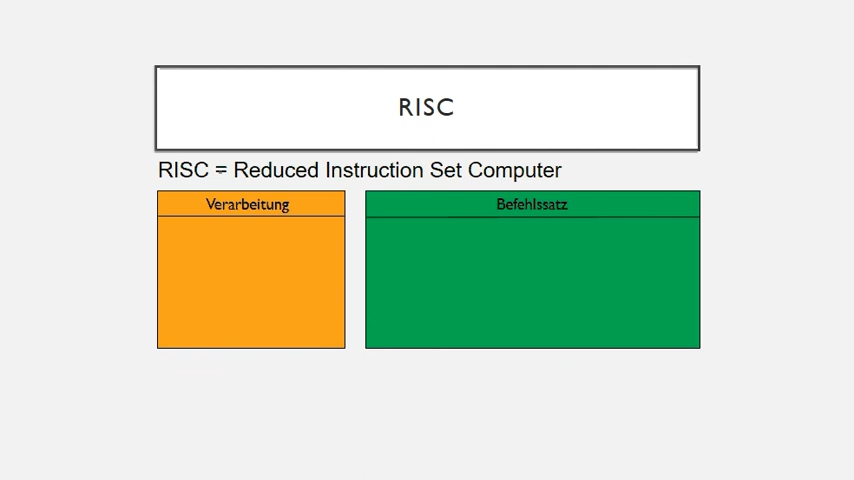 RISC
RISC = Reduced Instruction Set Computer
Verarbeitung
Befehlssatz